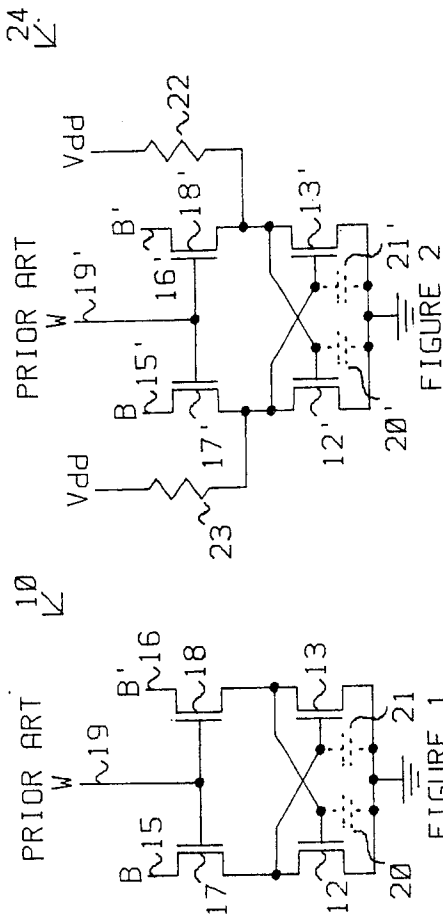 PRIOR ART
10
W
19
B
15
B'
16
17
18
12
13
20
21
FIGURE 1
PRIOR ART
24
W
19'
Vdd
Vdd
B
15'
16'
B'
17'
18'
23
22
12'
13'
20'
21'
FIGURE 2